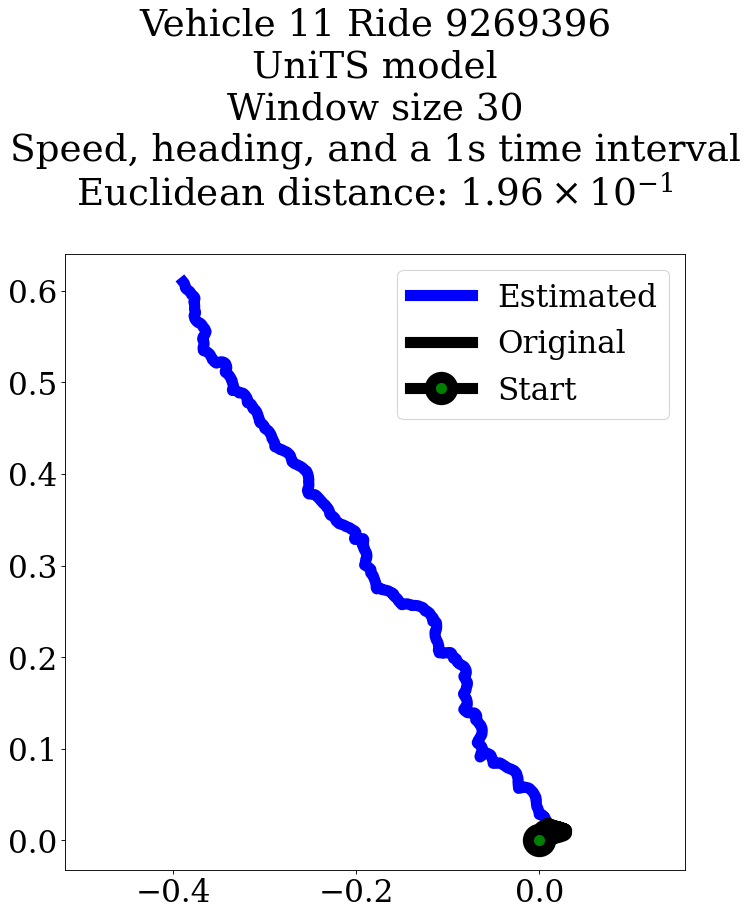 Vehicle 11 Ride 9269396
UniTS model
Window size 30
Speed, heading, and a 1s time interval
Euclidean distance: 1.96 × 10⁻¹
Estimated
Original
Start
0.6
0.5
0.4
0.3
0.2
0.1
0.0
−0.4 −0.2 0.0